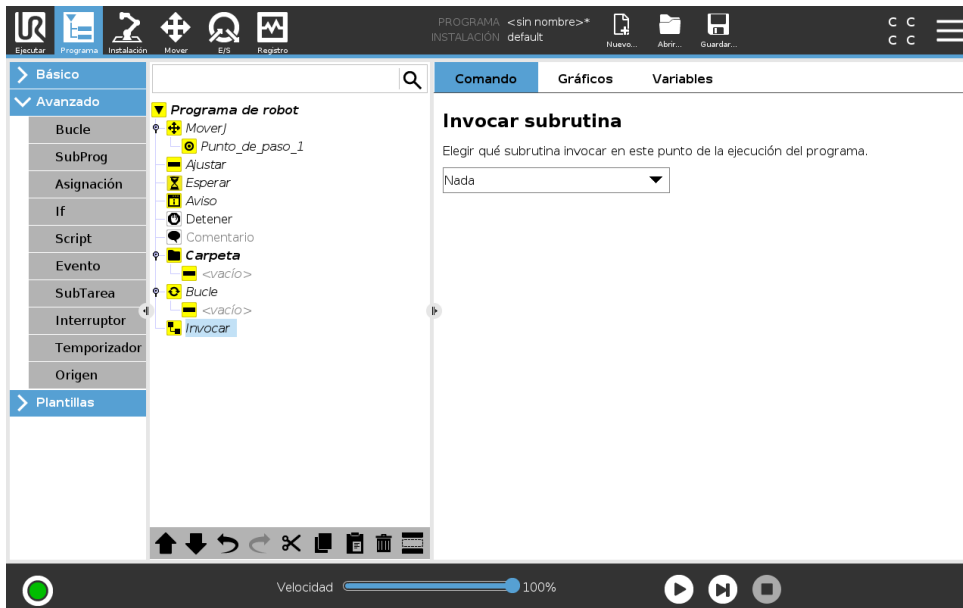 Ejecutar
Programa
Instalación
Mover
E/S
Registro
PROGRAMA <sin nombre>*
INSTALACIÓN default
Nuevo...
Abrir...
Guardar...
C C
C C
Básico
Avanzado
Bucle
SubProg
Asignación
If
Script
Evento
SubTarea
Interruptor
Temporizador
Origen
Plantillas
Programa de robot
MoverJ
Punto_de_paso_1
Ajustar
Esperar
Aviso
Detener
Comentario
Carpeta
<vacío>
Bucle
<vacío>
Invocar
Comando Gráficos Variables
Invocar subrutina
Elegir qué subrutina invocar en este punto de la ejecución del programa.
Nada
Velocidad 100%